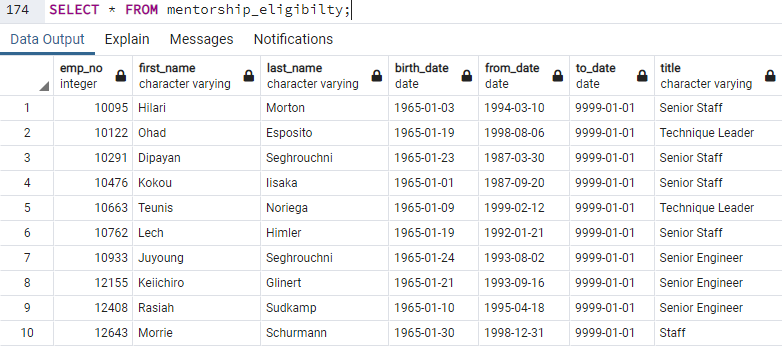 174 SELECT * FROM mentorship_eligibilty;
Data Output Explain Messages Notifications
emp_no first_name last_name birth_date from_date to_date title
integer character varying character varying date date date character varying
1 10095 Hilari Morton 1965-01-03 1994-03-10 9999-01-01 Senior Staff
2 10122 Ohad Esposito 1965-01-19 1998-08-06 9999-01-01 Technique Leader
3 10291 Dipayan Seghrouchni 1965-01-23 1987-03-30 9999-01-01 Senior Staff
4 10476 Kokou Iisaka 1965-01-01 1987-09-20 9999-01-01 Senior Staff
5 10663 Teunis Noriega 1965-01-09 1999-02-12 9999-01-01 Technique Leader
6 10762 Lech Himler 1965-01-19 1992-01-21 9999-01-01 Senior Staff
7 10933 Juyoung Seghrouchni 1965-01-24 1993-08-02 9999-01-01 Senior Engineer
8 12155 Keiichiro Glinert 1965-01-21 1993-09-16 9999-01-01 Senior Engineer
9 12408 Rasiah Sudkamp 1965-01-10 1995-04-18 9999-01-01 Senior Engineer
10 12643 Morrie Schurmann 1965-01-30 1998-12-31 9999-01-01 Staff